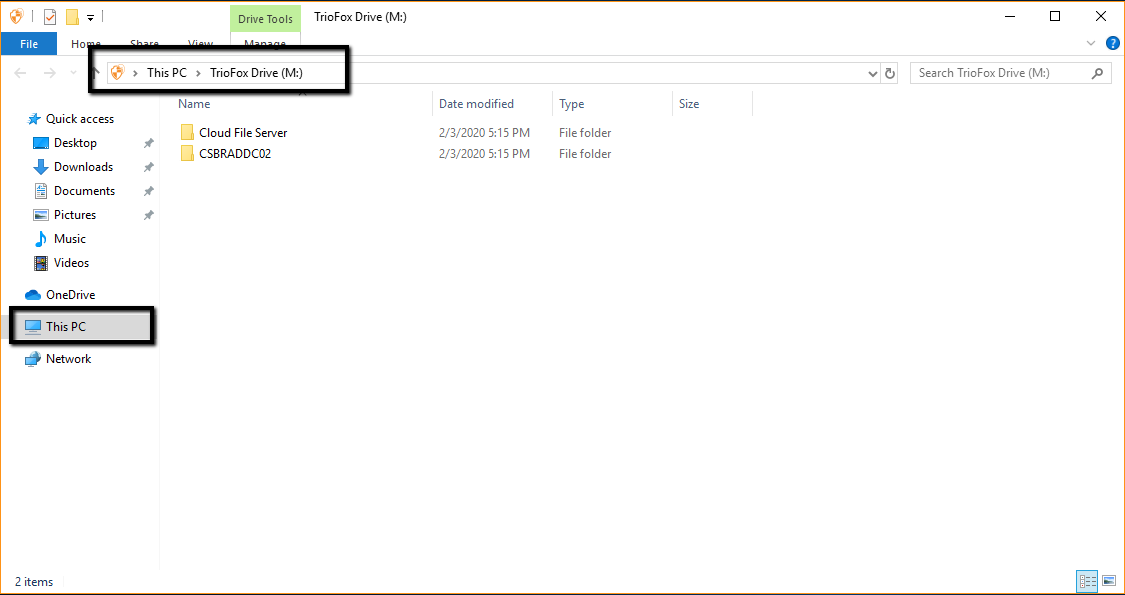 Drive Tools TrioFox Drive (M:)
File Home Share View Manage
This PC > TrioFox Drive (M:) Search TrioFox Drive (M:)
Name Date modified Type Size
Quick access
Desktop
Downloads
Documents
Pictures
Music
Videos
OneDrive
This PC
Network
Cloud File Server 2/3/2020 5:15 PM File folder
CSBRADDC02 2/3/2020 5:15 PM File folder
2 items